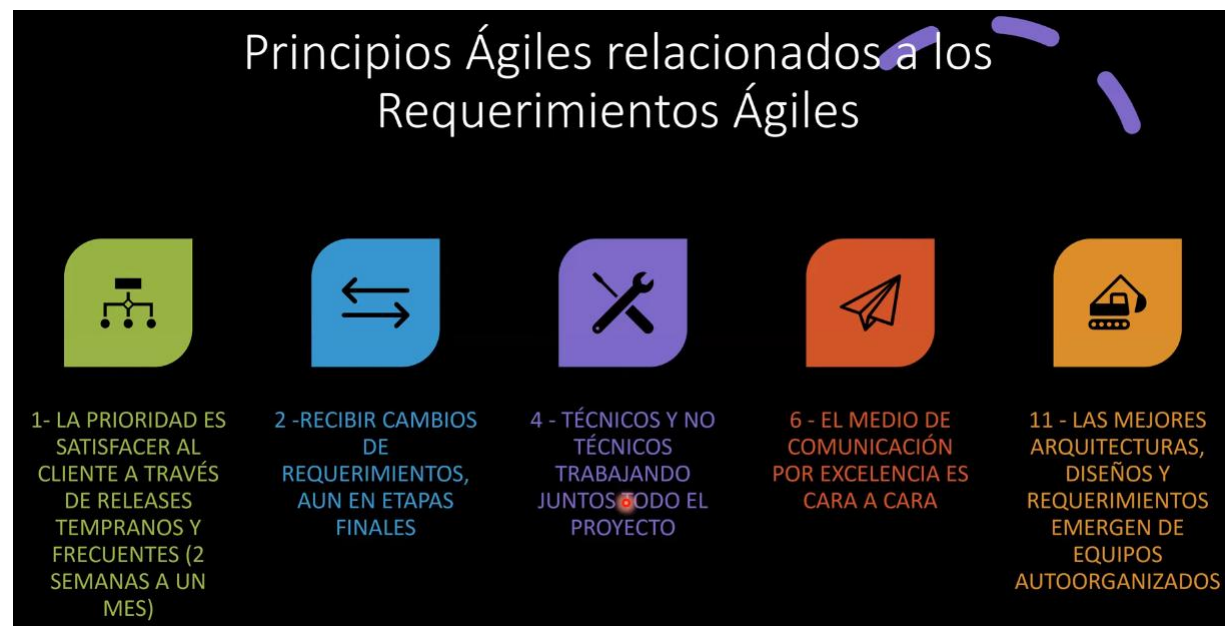 Principios Ágiles relacionados a los
Requerimientos Ágiles
1- LA PRIORIDAD ES
SATISFACER AL
CLIENTE A TRAVÉS
DE RELEASES
TEMPRANOS Y
FRECUENTES (2
SEMANAS A UN
MES)
2 -RECIBIR CAMBIOS
DE
REQUERIMIENTOS,
AUN EN ETAPAS
FINALES
4 - TÉCNICOS Y NO
TÉCNICOS
TRABAJANDO
JUNTOS TODO EL
PROYECTO
6 - EL MEDIO DE
COMUNICACIÓN
POR EXCELENCIA ES
CARA A CARA
11 - LAS MEJORES
ARQUITECTURAS,
DISEÑOS Y
REQUERIMIENTOS
EMERGEN DE
EQUIPOS
AUTOORGANIZADOS